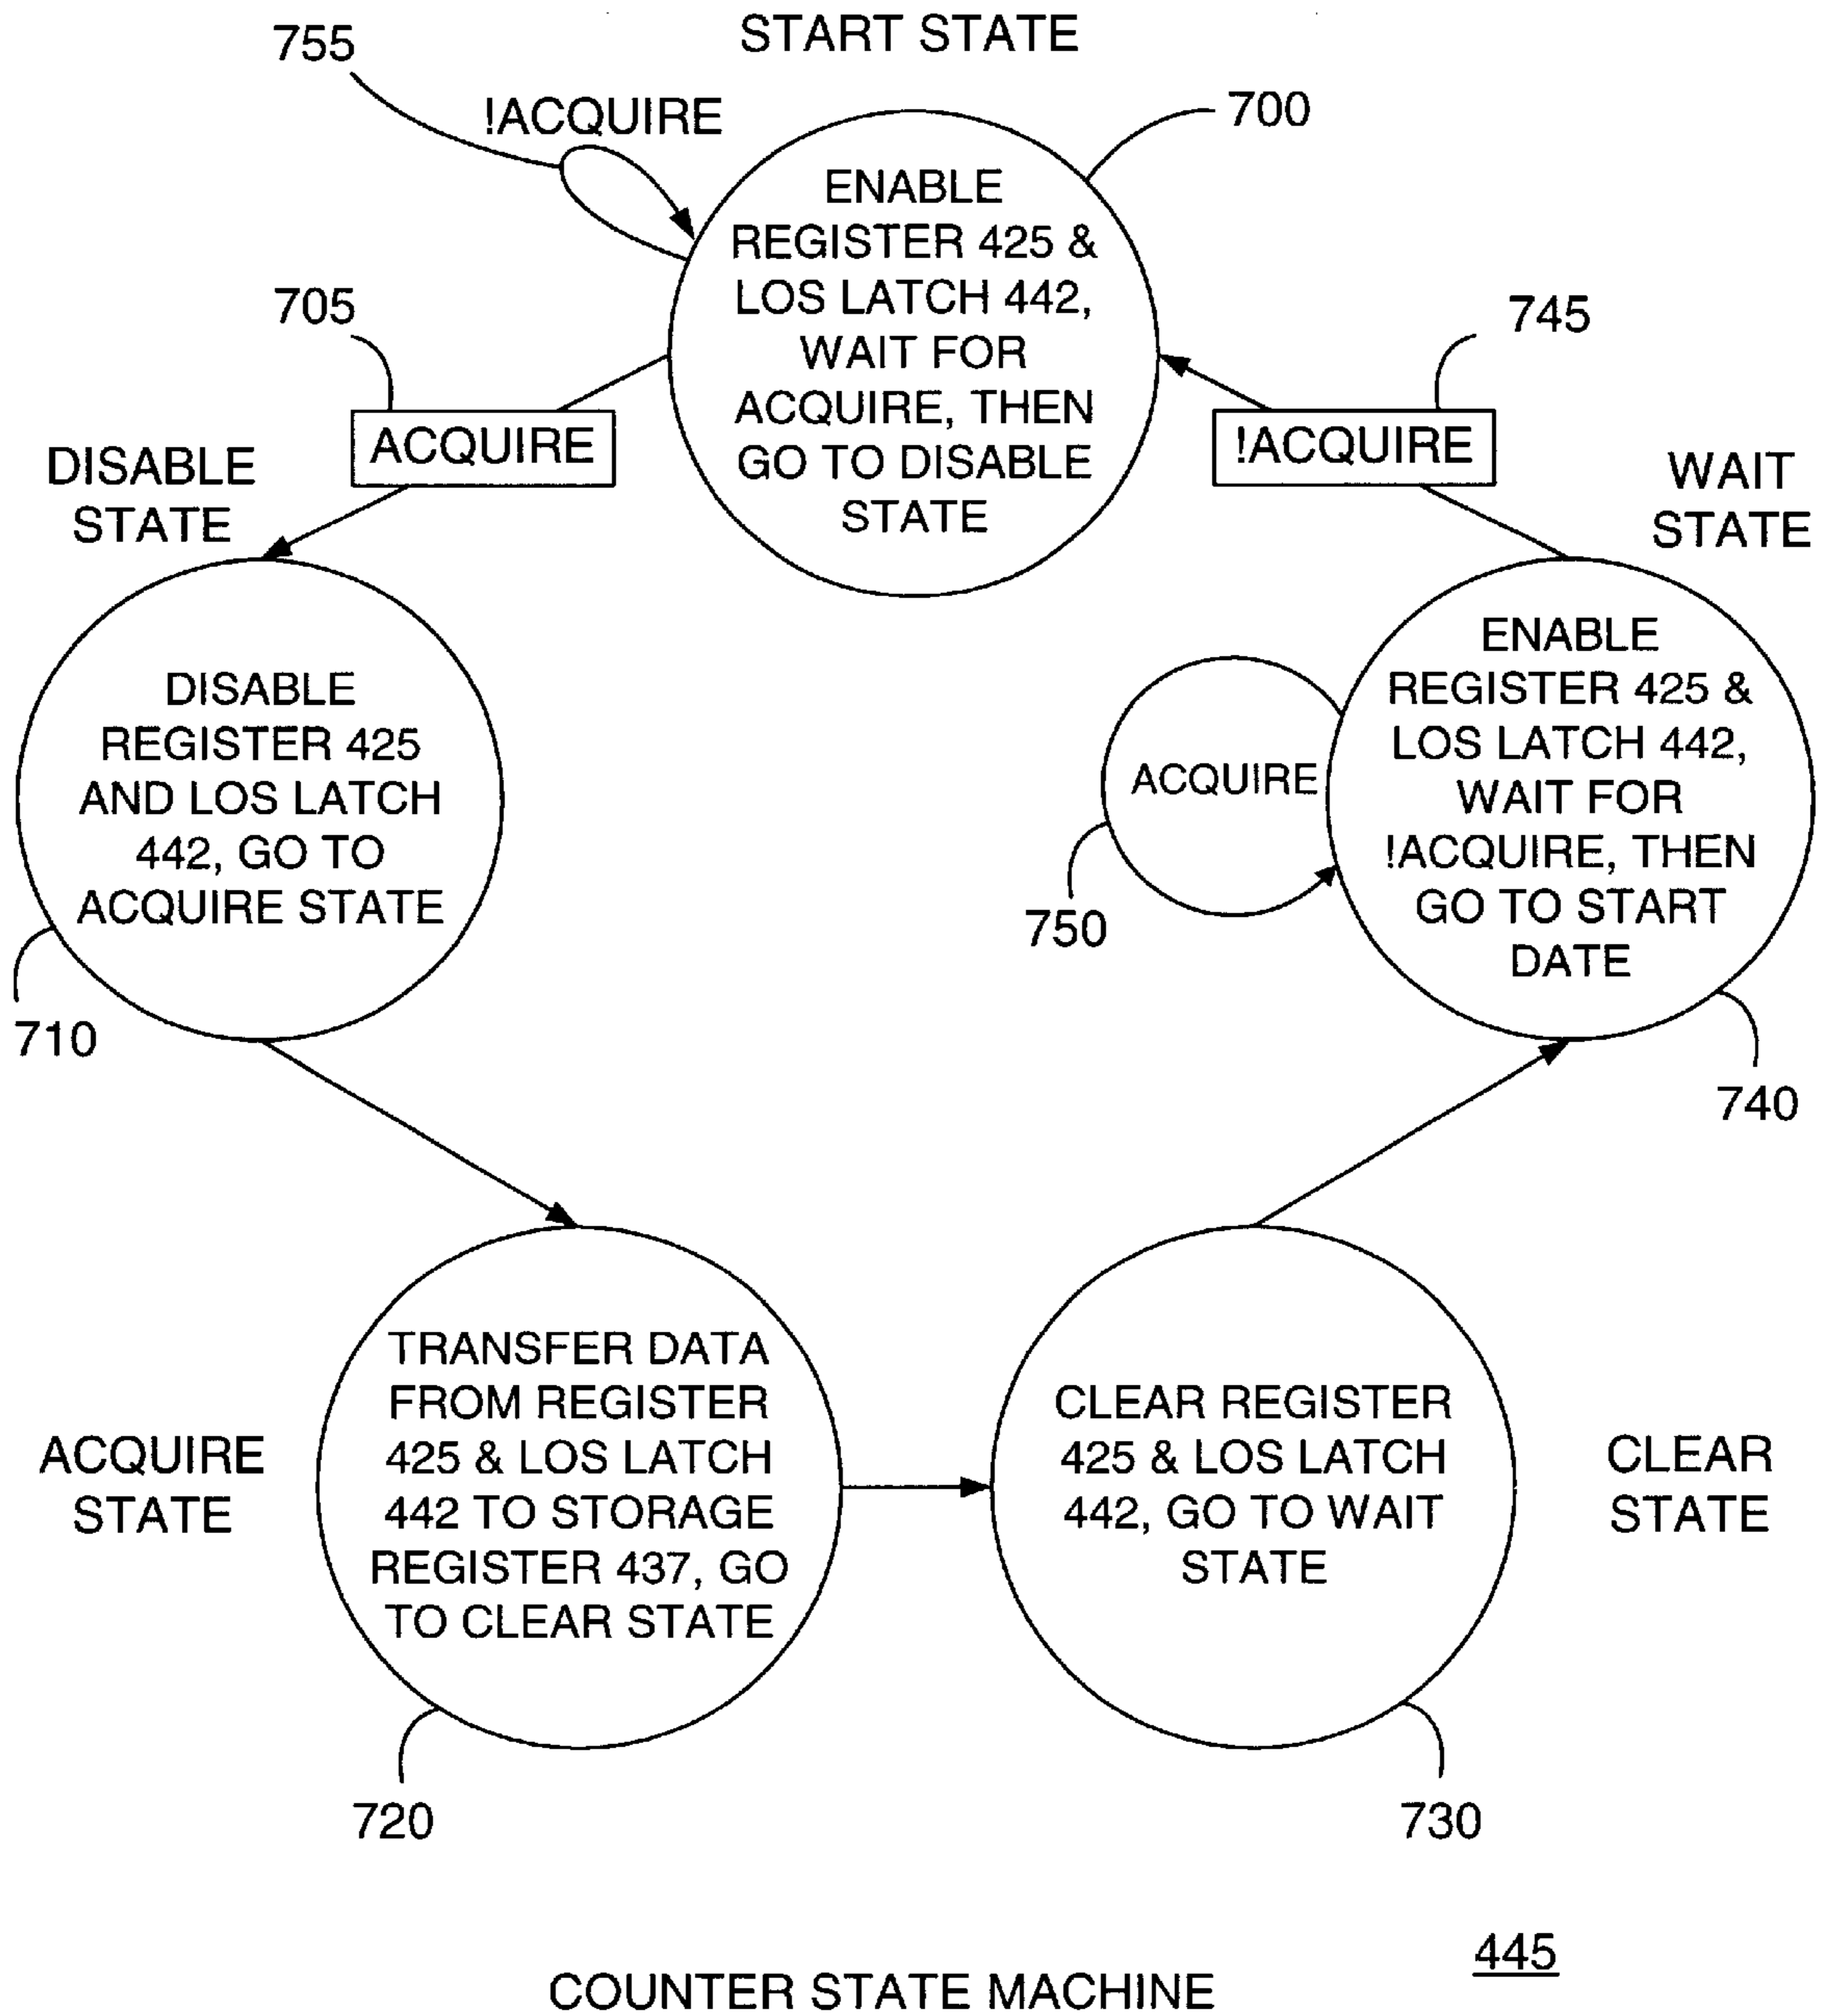 START STATE
755
!ACQUIRE
700
ENABLE
REGISTER 425 &
LOS LATCH 442,
WAIT FOR
ACQUIRE, THEN
GO TO DISABLE
STATE
705
ACQUIRE
745
!ACQUIRE
DISABLE
STATE
WAIT
STATE
DISABLE
REGISTER 425
AND LOS LATCH
442, GO TO
ACQUIRE STATE
710
ACQUIRE
750
ENABLE
REGISTER 425 &
LOS LATCH 442,
WAIT FOR
!ACQUIRE, THEN
GO TO START
DATE
740
ACQUIRE
STATE
TRANSFER DATA
FROM REGISTER
425 & LOS LATCH
442 TO STORAGE
REGISTER 437, GO
TO CLEAR STATE
720
CLEAR REGISTER
425 & LOS LATCH
442, GO TO WAIT
STATE
730
CLEAR
STATE
445
COUNTER STATE MACHINE